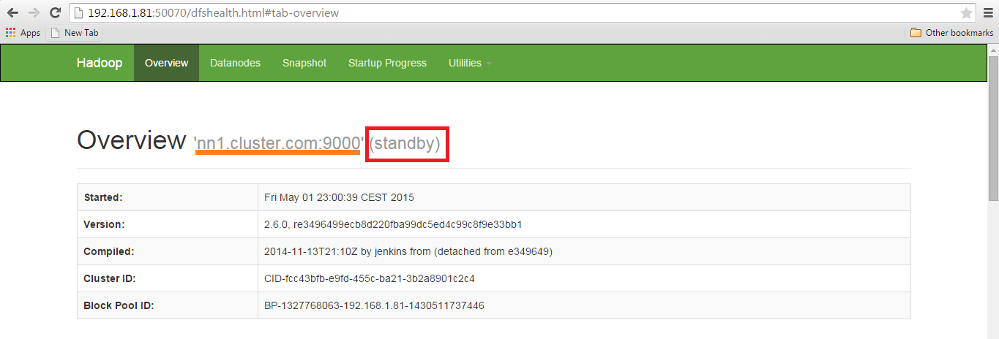 192.168.1.81:50070/dfshealth.html#tab-overview
Apps New Tab Other bookmarks
Hadoop Overview Datanodes Snapshot Startup Progress Utilities
Overview 'nn1.cluster.com:9000' (standby)
Started: Fri May 01 23:00:39 CEST 2015
Version: 2.6.0, re3496499ecb8d220fba99dc5ed4c99c8f9e33bb1
Compiled: 2014-11-13T21:10Z by jenkins from (detached from e349649)
Cluster ID: CID-fcc43bfb-e9fd-455c-ba21-3b2a8901c2c4
Block Pool ID: BP-1327768063-192.168.1.81-1430511737446